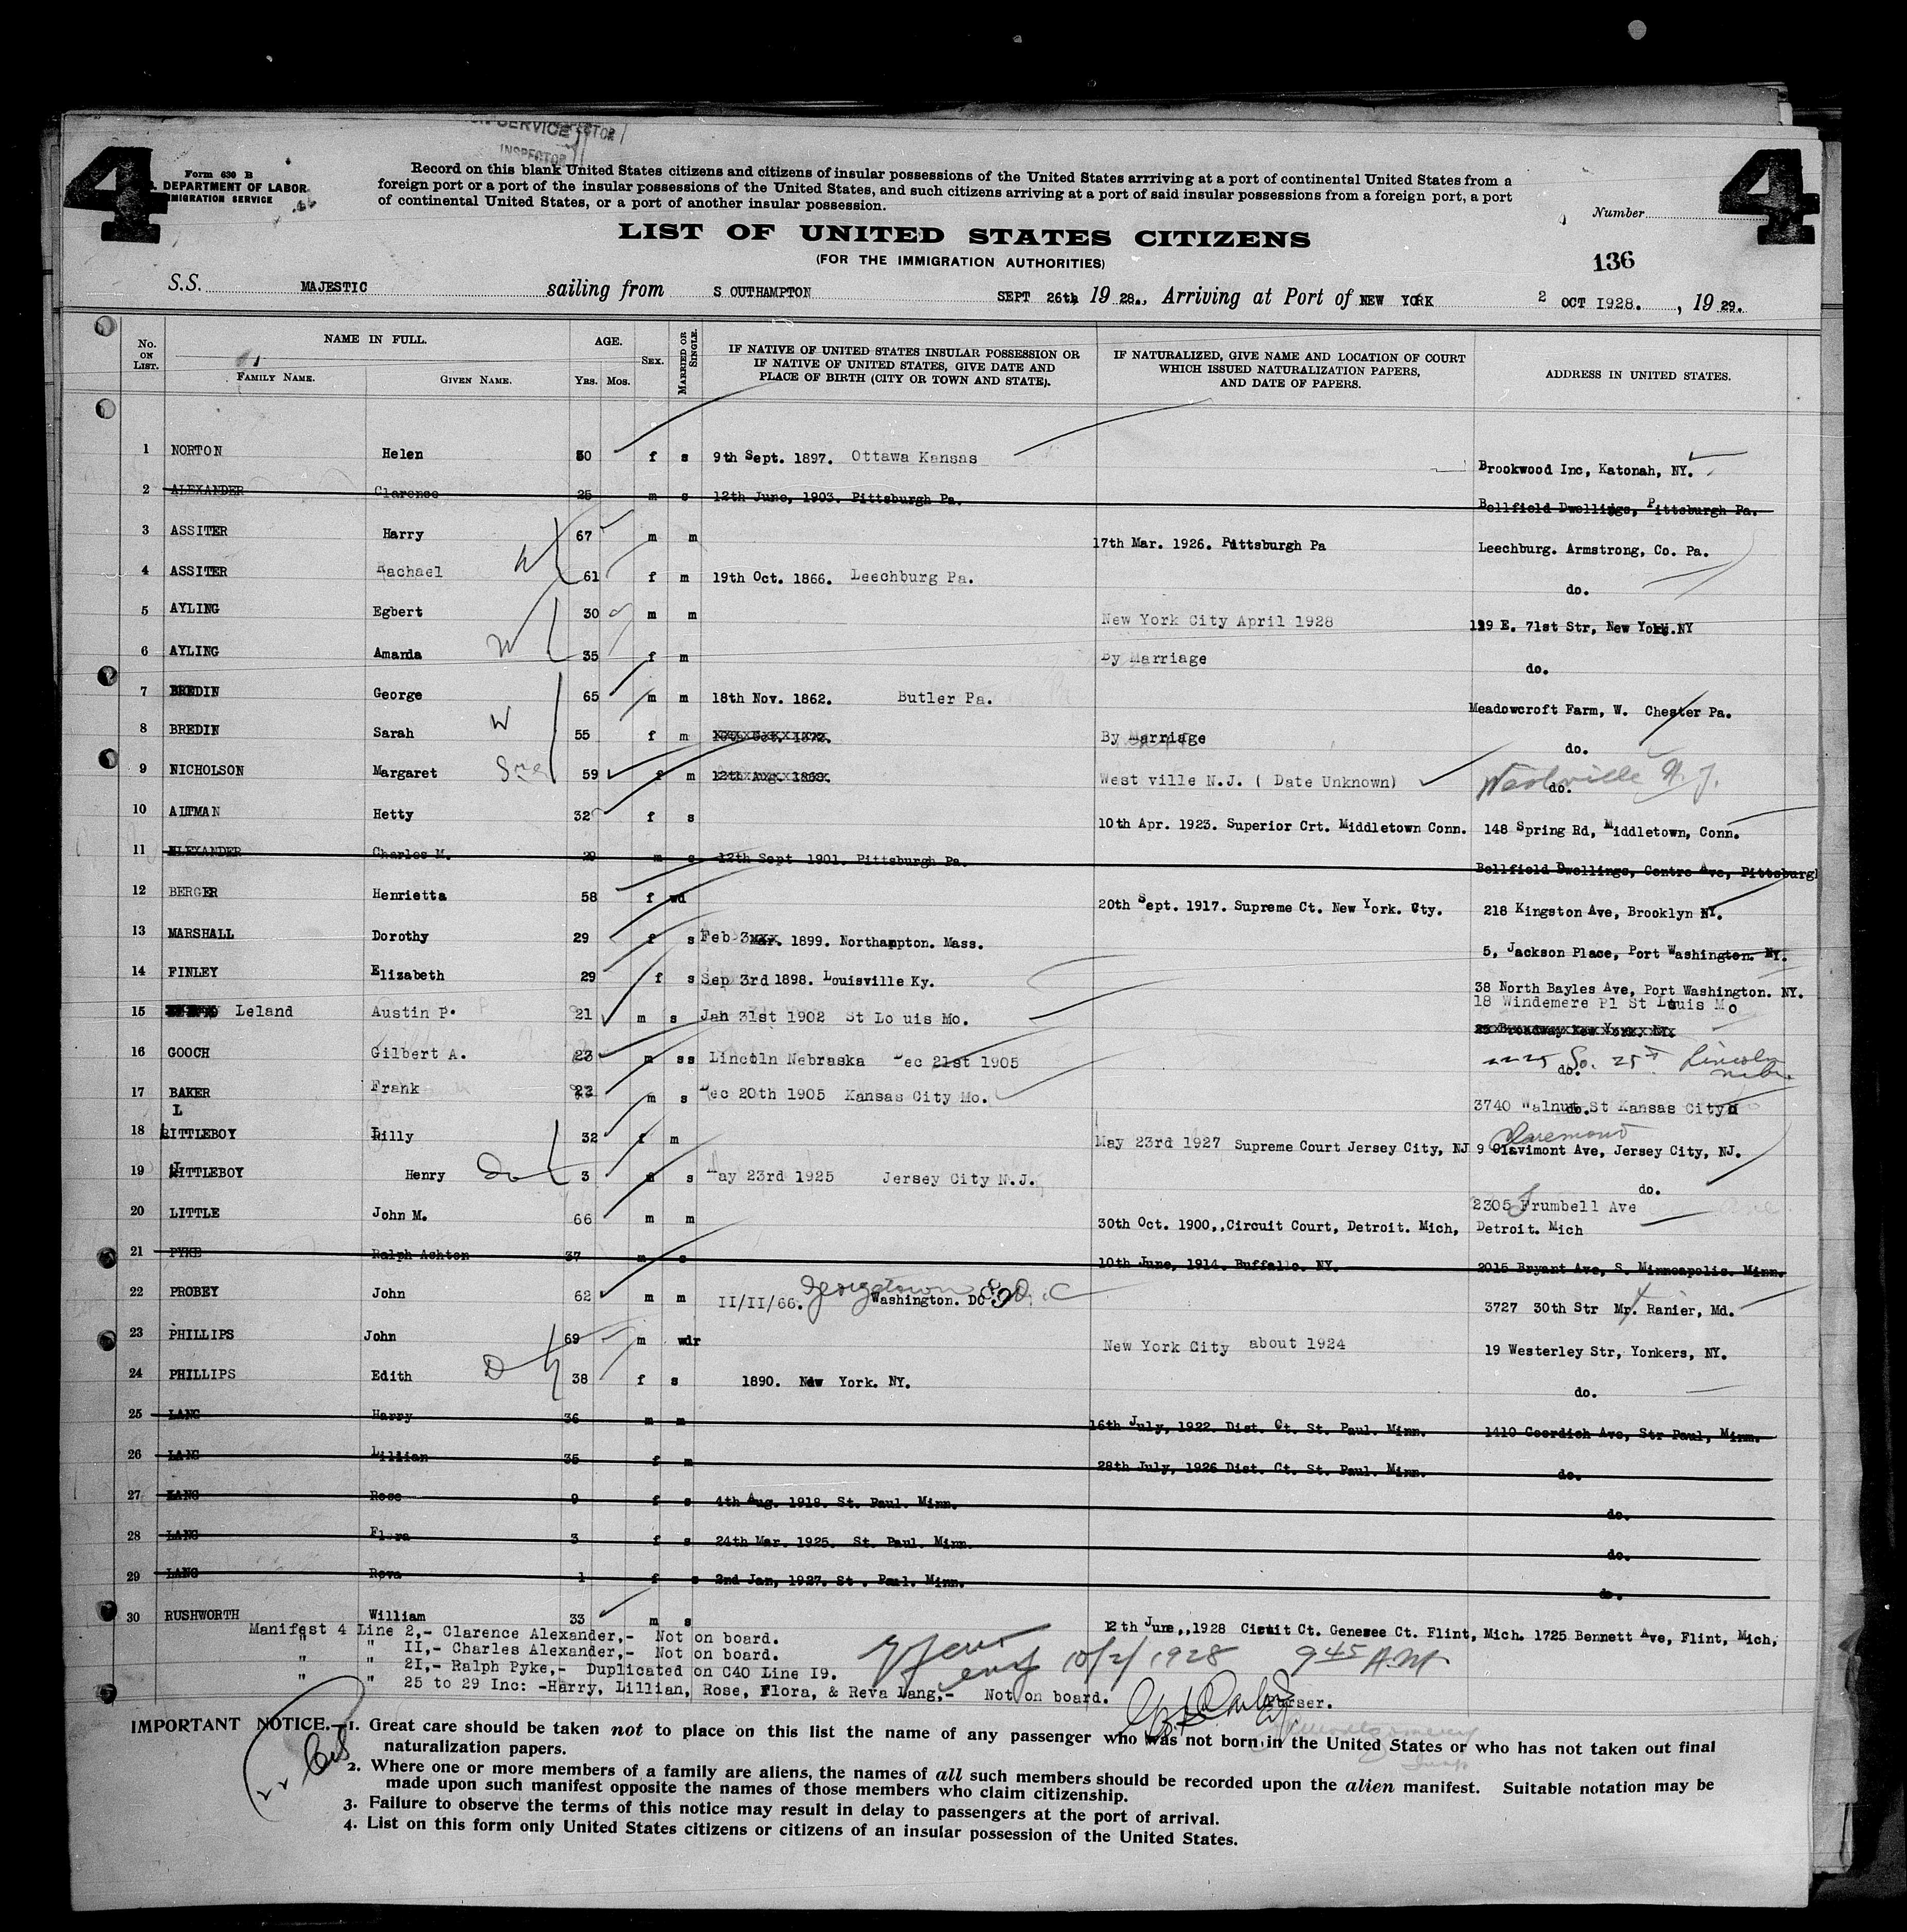 4
4
SERVICE
INSPECTOR
Form 630 B
DEPARTMENT OF LABOR
IMMIGRATION SERVICE
Record on this blank United States citizens and citizens of insular possessions of the United States arrriving at a port of continental United States from a
foreign port or a port of the insular possessions of the United States, and such citizens arriving at a port of said insular possessions from a foreign port, a port
of continental United States, or a port of another insular possession.
Number
LIST OF UNITED STATES CITIZENS
(FOR THE IMMIGRATION AUTHORITIES)
136
S.S. MAJESTIC sailing from S OUTHAMPTON SEPT 26th, 19 28., Arriving at Port of NEW YORK 2 OCT 1928. , 19 29.
No. ON LIST.
NAME IN FULL.
FAMILY NAME.
GIVEN NAME.
AGE.
YRS. MOS.
SEX.
MARRIED OR SINGLE.
IF NATIVE OF UNITED STATES INSULAR POSSESSION OR
IF NATIVE OF UNITED STATES, GIVE DATE AND
PLACE OF BIRTH (CITY OR TOWN AND STATE).
IF NATURALIZED, GIVE NAME AND LOCATION OF COURT
WHICH ISSUED NATURALIZATION PAPERS,
AND DATE OF PAPERS.
ADDRESS IN UNITED STATES.
1 NORTON Helen 30 f s 9th Sept. 1897. Ottawa Kansas Brookwood Inc, Katonah, NY.
2 ALEXANDER Clarence 25 m s 12th June, 1903. Pittsburgh Pa. Bellfield Dwellings, Pittsburgh Pa.
3 ASSITER Harry 67 m m 17th Mar. 1926. Pittsburgh Pa Leechburg. Armstrong, Co. Pa.
4 ASSITER Rachael W 61 f m 19th Oct. 1866. Leechburg Pa. do.
5 AYLING Egbert 30 m m New York City April 1928 129 E. 71st Str, New York.NY
6 AYLING Amanda W 35 f m By Marriage do.
7 BREDIN George 65 m m 18th Nov. 1862. Butler Pa. Meadowcroft Farm, W. Chester Pa.
8 BREDIN Sarah W 55 f m By Marriage do.
9 NICHOLSON Margaret 59 f m 12th Aug. 1868. West ville N.J. ( Date Unknown) do. Westville N.J.
10 ALTMAN Hetty 32 f s 10th Apr. 1923. Superior Crt. Middletown Conn. 148 Spring Rd, Middletown, Conn.
11 ALEXANDER Charles M. 29 m s 12th Sept 1901. Pittsburgh Pa. Bellfield Dwellings, Centre Ave, Pittsburgh
12 BERGER Henrietta 58 f wd 20th Sept. 1917. Supreme Ct. New York. Cty. 218 Kingston Ave, Brooklyn NY.
13 MARSHALL Dorothy 29 f s Feb 3 Mar. 1899. Northampton. Mass. 5, Jackson Place, Port Washington. NY.
14 FINLEY Elizabeth 29 f s Sep 3rd 1898. Louisville Ky. 38 North Bayles Ave, Port Washington. NY.
15 Leland Austin P. 21 m s Jan 31st 1902 St Lo uis Mo. 18 Windemere Pl St Louis Mo
25 Broadway New York. NY.
16 GOOCH Gilbert A. 23 m ss Lincoln Nebraska Dec 21st 1905 do. So. 25th Lincoln Nebr.
17 BAKER Frank 22 m s Dec 20th 1905 Kansas City Mo. 3740 Walnut St Kansas City
18 LITTLEBOY Lilly 32 f m May 23rd 1927 Supreme Court Jersey City, NJ 9 Clavimont Ave, Jersey City, NJ.
Claremont
19 LITTLEBOY Henry Do 3 m s May 23rd 1925 Jersey City N.J. do.
20 LITTLE John M. 66 m m 30th Oct. 1900,,Circuit Court, Detroit. Mich, 2305 Frumbell Ave
Detroit. Mich
21 PYKE Ralph Ashton 37 m s 10th June, 1914. Buffallo. NY. 2015 Bryant Ave, S. Minneapolis. Minn.
22 PROBEY John 62 m m II/II/66. Washington. DC Georgetown D.C 3727 30th Str Mr. Ranier, Md.
23 PHILLIPS John 69 m wdr New York City about 1924 19 Westerley Str, Yonkers, NY.
24 PHILLIPS Edith D 38 f s 1890. New York. NY. do.
25 LANG Harry 36 m m 16th July, 1922. Dist. Ct. St. Paul. Minn. 1410 Goordich Ave, Str Paul, Minn.
26 LANG Lillian 35 f m 28th July, 1926 Dist. Ct. St. Paul. Minn. do.
27 LANG Rose 9 f s 4th Aug. 1918. St. Paul. Minn. do.
28 LANG Flora 3 f s 24th Mar. 1925. St. Paul. Minn. do.
29 LANG Reva 1 f s 2nd Jan, 1927. St . Paul. Minn. do.
30 RUSHWORTH William 33 m s 12th June,,1928 Cicuit Ct. Genesee Ct. Flint, Mich. 1725 Bennett Ave, Flint, Mich,
Manifest 4 Line 2,- Clarence Alexander,- Not on board.
" " II,- Charles Alexander,- Not on board.
" " 2I,- Ralph Pyke,- Duplicated on C40 Line I9.
" " 25 to 29 Inc: -Harry, Lillian, Rose, Flora, & Reva Lang,- Not on board.
10/2/1928 9 45 A.M.
Purser.
IMPORTANT NOTICE.—1. Great care should be taken not to place on this list the name of any passenger who was not born in the United States or who has not taken out final
naturalization papers.
2. Where one or more members of a family are aliens, the names of all such members should be recorded upon the alien manifest. Suitable notation may be
made upon such manifest opposite the names of those members who claim citizenship.
3. Failure to observe the terms of this notice may result in delay to passengers at the port of arrival.
4. List on this form only United States citizens or citizens of an insular possession of the United States.